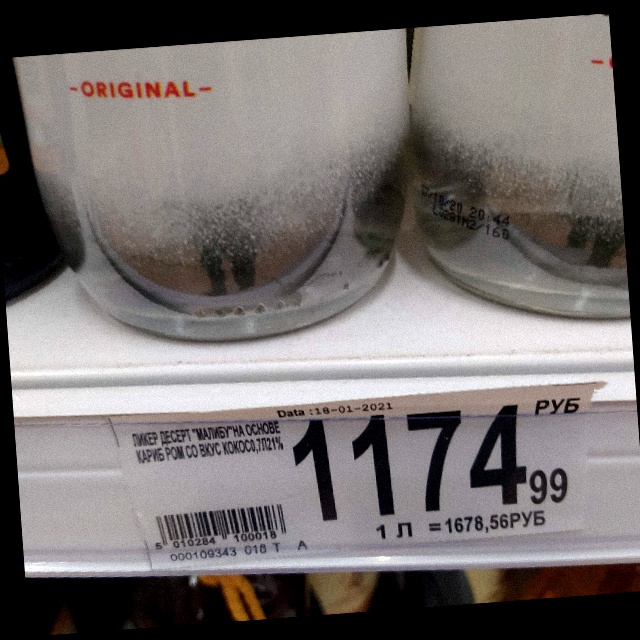 -ORIGINAL-
Data :18-01-2021
ЛИКЕР ДЕСЕРТ "МАЛИБУ"НА ОСНОВЕ
КАРИБ РОМ СО ВКУС КОКОСО,7Л21%
1174 99 РУБ
1 Л =1678,56РУБ
5 010284 100018
000109343 018 Т А